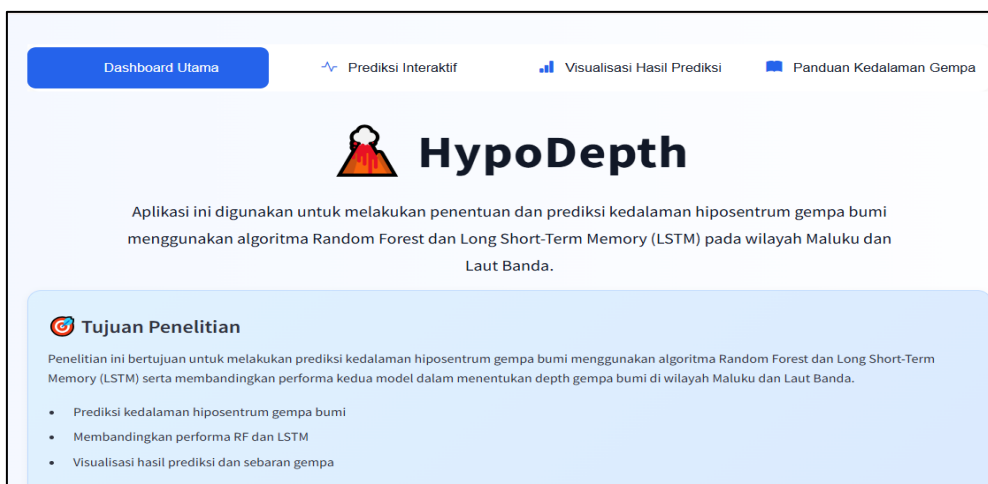 Dashboard Utama
Prediksi Interaktif
Visualisasi Hasil Prediksi
Panduan Kedalaman Gempa
HypoDepth
Aplikasi ini digunakan untuk melakukan penentuan dan prediksi kedalaman hiposentrum gempa bumi
menggunakan algoritma Random Forest dan Long Short-Term Memory (LSTM) pada wilayah Maluku dan
Laut Banda.
Tujuan Penelitian
Penelitian ini bertujuan untuk melakukan prediksi kedalaman hiposentrum gempa bumi menggunakan algoritma Random Forest dan Long Short-Term
Memory (LSTM) serta membandingkan performa kedua model dalam menentukan depth gempa bumi di wilayah Maluku dan Laut Banda.
• Prediksi kedalaman hiposentrum gempa bumi
• Membandingkan performa RF dan LSTM
• Visualisasi hasil prediksi dan sebaran gempa